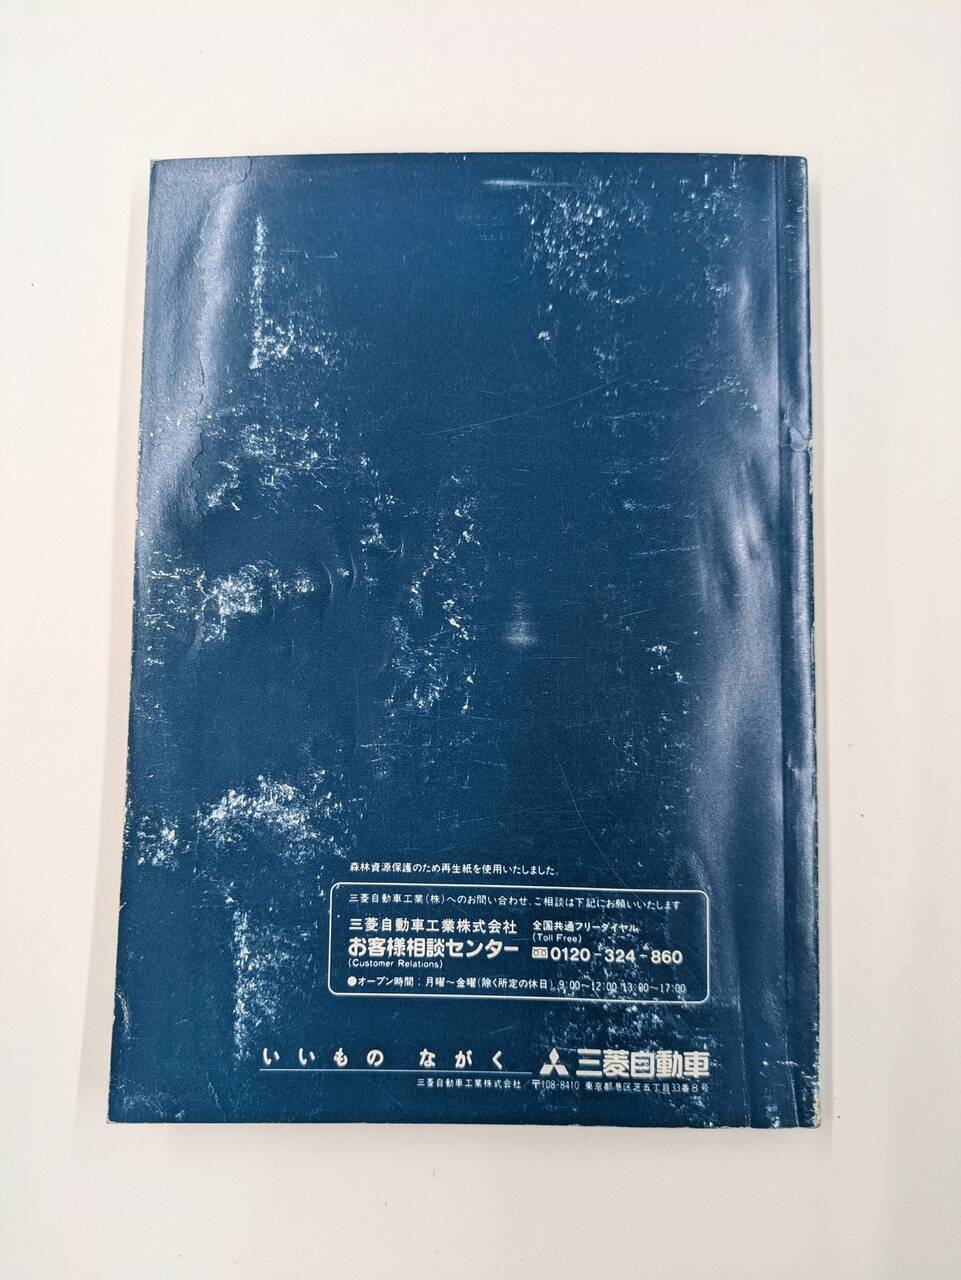 森林資源保護のため再生紙を使用いたしました。
三菱自動車工業(株)へのお問い合わせ、ご相談は下記にお願いいたします
三菱自動車工業株式会社
お客様相談センター
(Customer Relations)
全国共通フリーダイヤル
(Toll Free)
0120-324-860
●オープン時間：月曜〜金曜(除く所定の休日) 9:00〜12:00 13:00〜17:00
いいもの ながく
三菱自動車
三菱自動車工業株式会社／〒108-8410 東京都港区芝五丁目33番8号